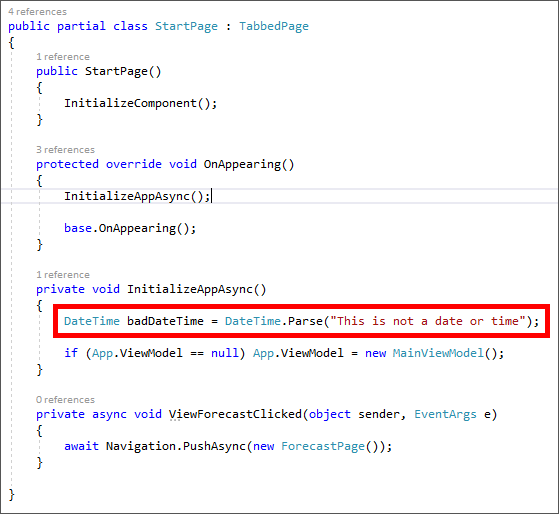 4 references
public partial class StartPage : TabbedPage
{
1 reference
public StartPage()
{
InitializeComponent();
}
3 references
protected override void OnAppearing()
{
InitializeAppAsync();
base.OnAppearing();
}
1 reference
private void InitializeAppAsync()
{
DateTime badDateTime = DateTime.Parse("This is not a date or time");
if (App.ViewModel == null) App.ViewModel = new MainViewModel();
}
0 references
private async void ViewForecastClicked(object sender, EventArgs e)
{
await Navigation.PushAsync(new ForecastPage());
}
}